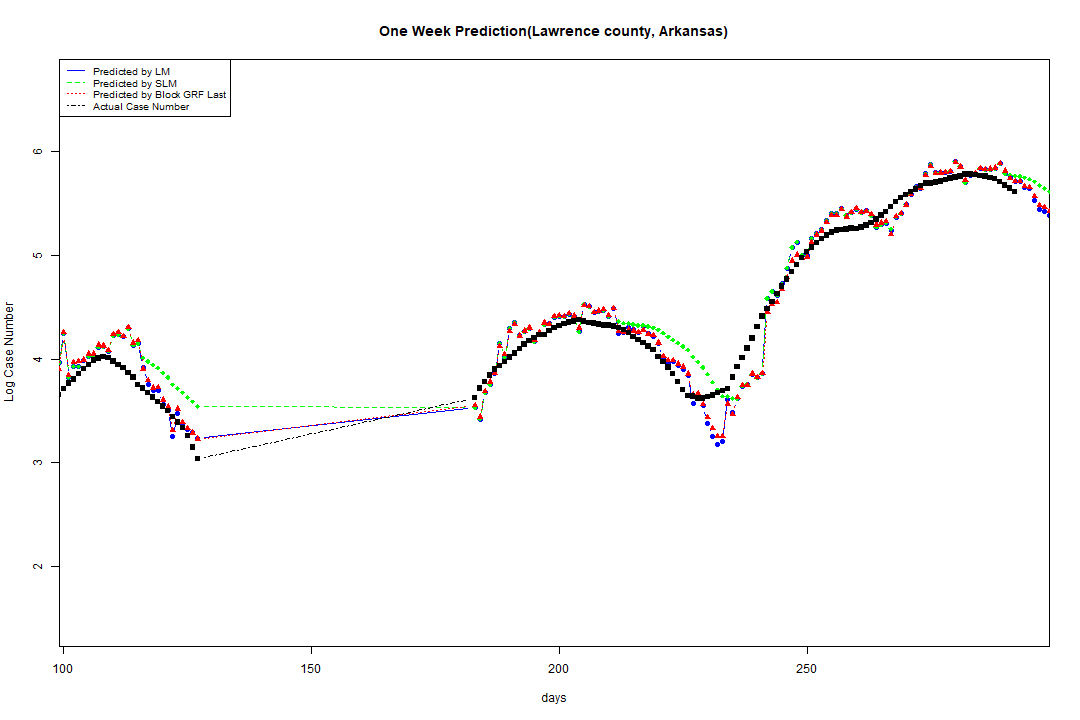 One Week Prediction(Lawrence county, Arkansas)
Predicted by LM
Predicted by SLM
Predicted by Block GRF Last
Actual Case Number
Log Case Number
6
5
4
3
2
100 150 200 250
days